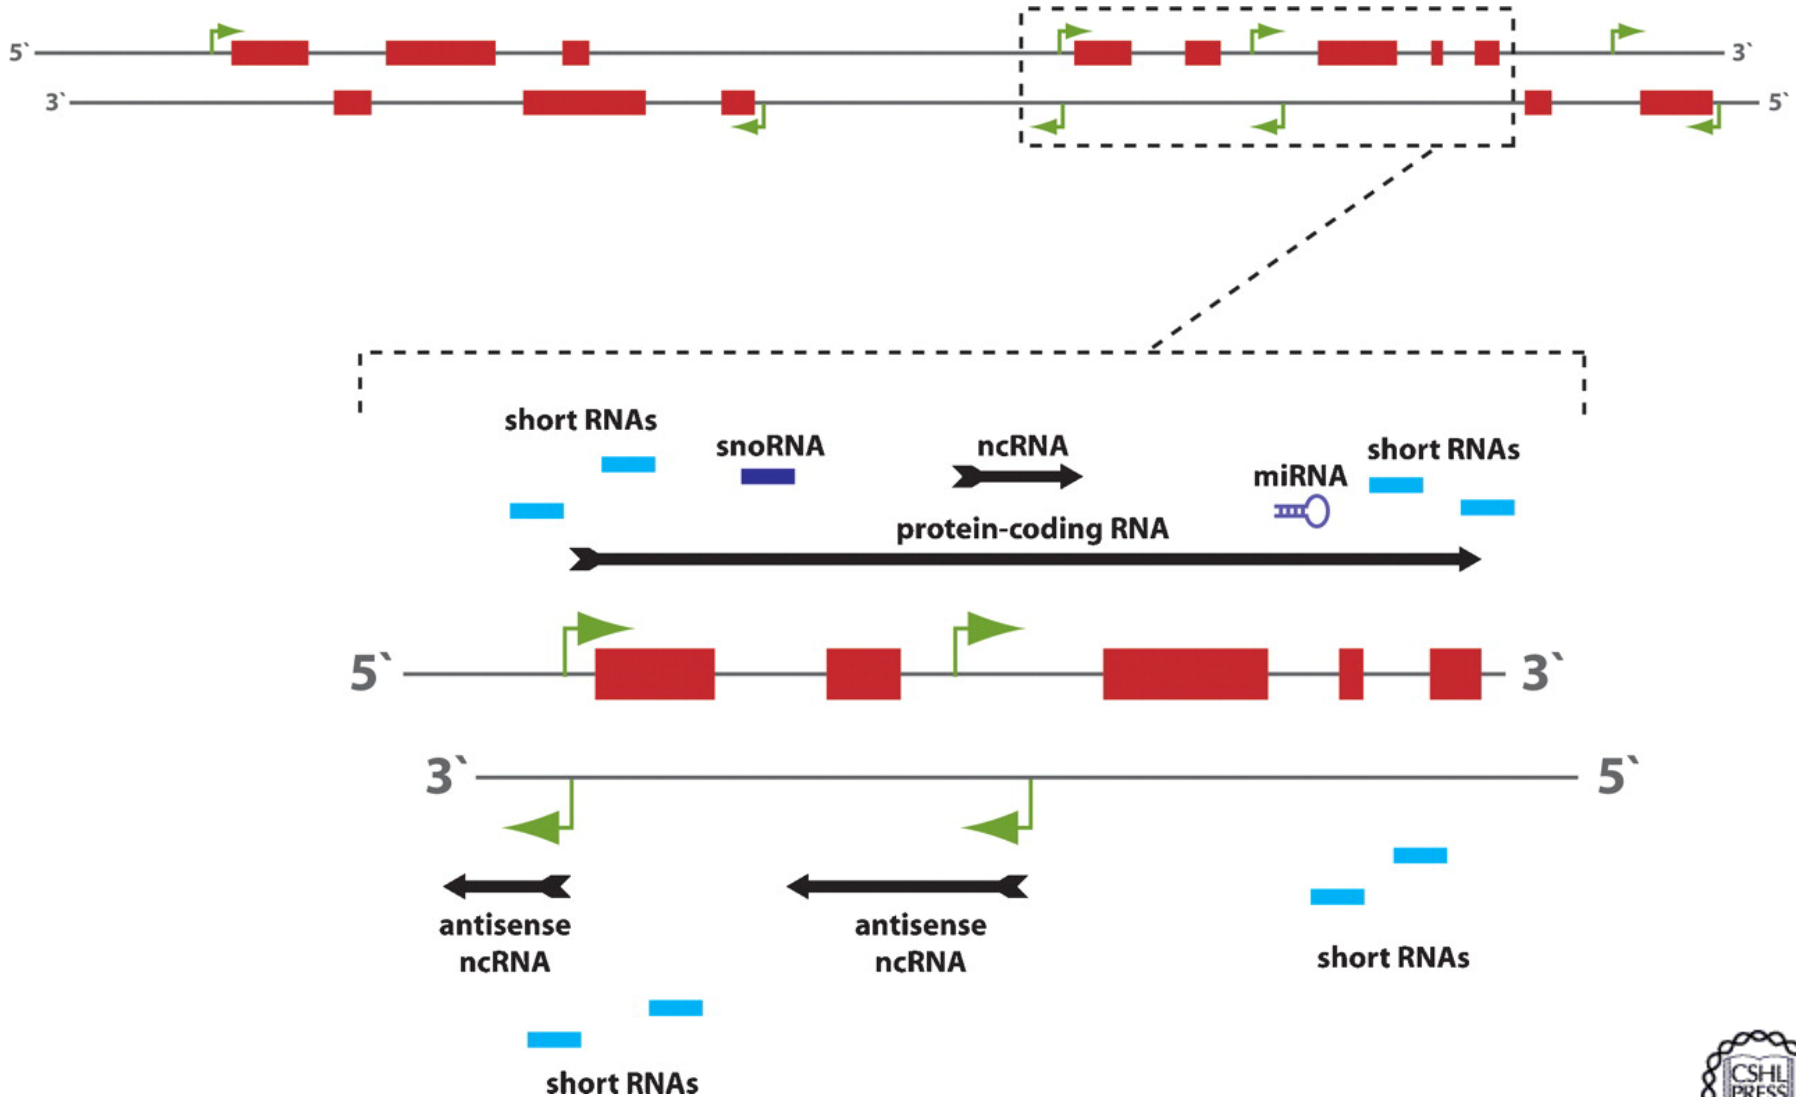 5` 3`
3` 5`
short RNAs
snoRNA
ncRNA
short RNAs
miRNA
protein-coding RNA
5` 3`
3` 5`
antisense
ncRNA
antisense
ncRNA
short RNAs
short RNAs
CSHL
PRESS